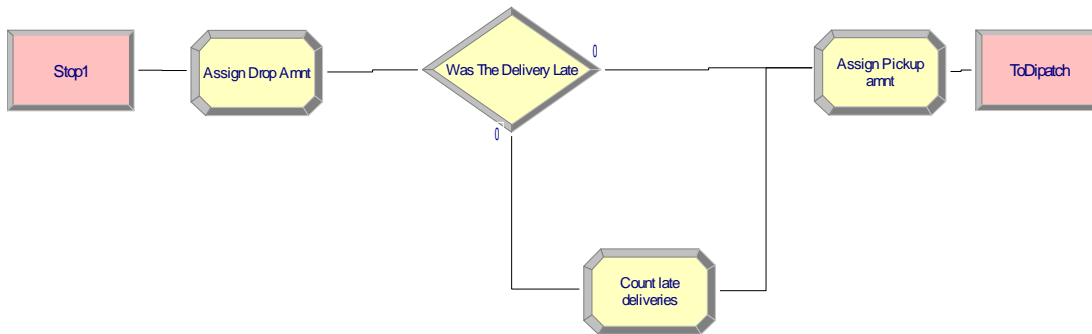 Stop1
Assign Drop Amnt
Was The Delivery Late
0
0
Assign Pickup
amnt
ToDipatch
Count late
deliveries